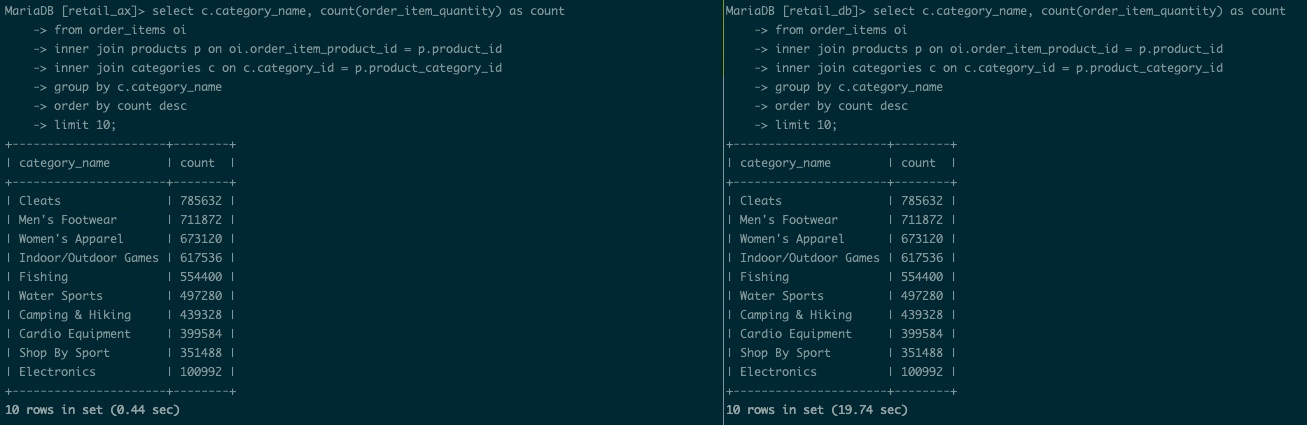 MariaDB [retail_ax]> select c.category_name, count(order_item_quantity) as count
    -> from order_items oi
    -> inner join products p on oi.order_item_product_id = p.product_id
    -> inner join categories c on c.category_id = p.product_category_id
    -> group by c.category_name
    -> order by count desc
    -> limit 10;
+----------------------+--------+
| category_name        | count  |
+----------------------+--------+
| Cleats               | 785632 |
| Men's Footwear       | 711872 |
| Women's Apparel      | 673120 |
| Indoor/Outdoor Games | 617536 |
| Fishing              | 554400 |
| Water Sports         | 497280 |
| Camping & Hiking     | 439328 |
| Cardio Equipment     | 399584 |
| Shop By Sport        | 351488 |
| Electronics          | 100992 |
+----------------------+--------+
10 rows in set (0.44 sec)
MariaDB [retail_db]> select c.category_name, count(order_item_quantity) as count
    -> from order_items oi
    -> inner join products p on oi.order_item_product_id = p.product_id
    -> inner join categories c on c.category_id = p.product_category_id
    -> group by c.category_name
    -> order by count desc
    -> limit 10;
+----------------------+--------+
| category_name        | count  |
+----------------------+--------+
| Cleats               | 785632 |
| Men's Footwear       | 711872 |
| Women's Apparel      | 673120 |
| Indoor/Outdoor Games | 617536 |
| Fishing              | 554400 |
| Water Sports         | 497280 |
| Camping & Hiking     | 439328 |
| Cardio Equipment     | 399584 |
| Shop By Sport        | 351488 |
| Electronics          | 100992 |
+----------------------+--------+
10 rows in set (19.74 sec)